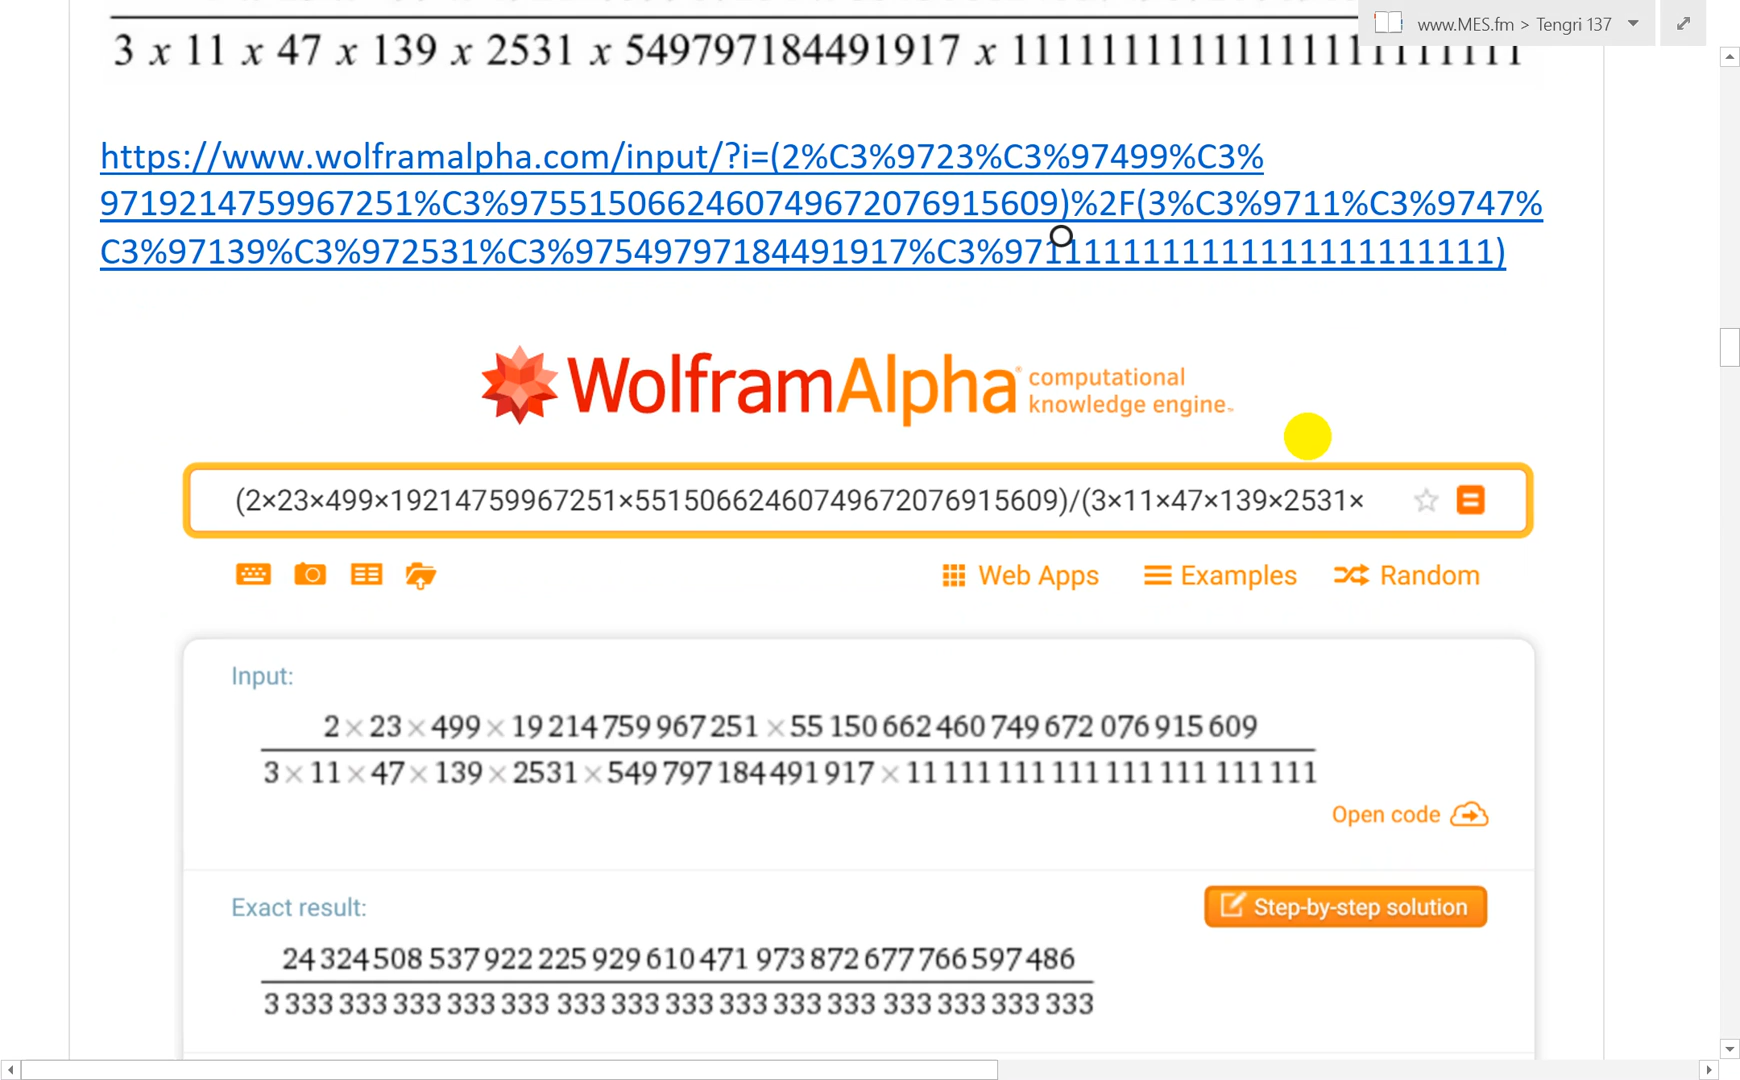 www.MES.fm > Tengri 137
3 x 11 x 47 x 139 x 2531 x 549797184491917 x 11111111111111111111111
https://www.wolframalpha.com/input/?i=(2%C3%9723%C3%97499%C3%
9719214759967251%C3%9755150662460749672076915609)%2F(3%C3%9711%C3%9747%
C3%97139%C3%972531%C3%97549797184491917%C3%9711111111111111111111111)
WolframAlpha computational knowledge engine™
(2×23×499×19214759967251×55150662460749672076915609)/(3×11×47×139×2531×
Web Apps Examples Random
Input:
2 × 23 × 499 × 19 214 759 967 251 × 55 150 662 460 749 672 076 915 609
3 × 11 × 47 × 139 × 2531 × 549 797 184 491 917 × 11 111 111 111 111 111 111 111
Open code
Exact result:
Step-by-step solution
24 324 508 537 922 225 929 610 471 973 872 677 766 597 486
3 333 333 333 333 333 333 333 333 333 333 333 333 333 333 333